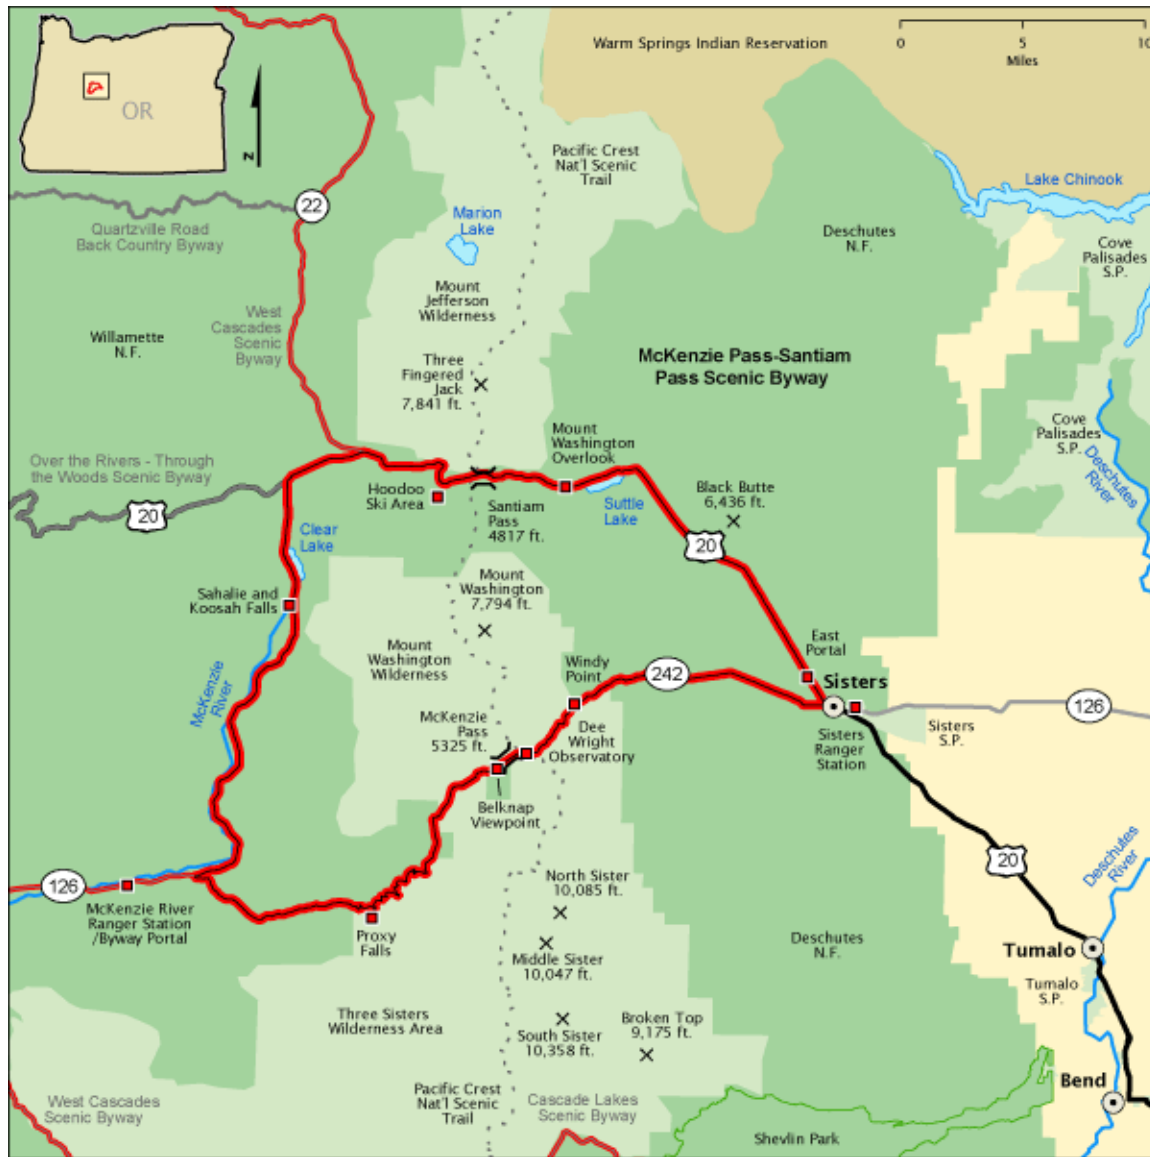 OR
N
Warm Springs Indian Reservation
0
5
10
Miles
Pacific Crest
Nat'l Scenic
Trail
Lake Chinook
22
Quartzville Road
Back Country Byway
Marion
Lake
Deschutes
N.F.
Cove
Palisades
S.P.
Mount
Jefferson
Wilderness
West
Cascades
Scenic
Byway
Willamette
N.F.
McKenzie Pass-Santiam
Pass Scenic Byway
Three
Fingered
Jack
7,841 ft.
Cove
Palisades
S.P.
Mount
Washington
Overlook
Over the Rivers - Through
the Woods Scenic Byway
20
Deschutes
River
Hoodoo
Ski Area
Santiam
Pass
4817 ft.
Suttle
Lake
Black Butte
6,436 ft.
20
Clear
Lake
Mount
Washington
7,794 ft.
Sahalie and
Koosah Falls
Mount
Washington
Wilderness
Windy
Point
242
East
Portal
Sisters
McKenzie
River
McKenzie
Pass
5325 ft.
Dee
Wright
Observatory
Sisters
Ranger
Station
Sisters
S.P.
126
Belknap
Viewpoint
20
Deschutes
River
126
McKenzie River
Ranger Station
/Byway Portal
North Sister
10,085 ft.
Proxy
Falls
Middle Sister
10,047 ft.
Deschutes
N.F.
Tumalo
Tumalo
S.P.
Three Sisters
Wilderness Area
South Sister
10,358 ft.
Broken Top
9,175 ft.
Bend
West Cascades
Scenic Byway
Pacific Crest
Nat'l Scenic
Trail
Cascade Lakes
Scenic Byway
Shevlin Park